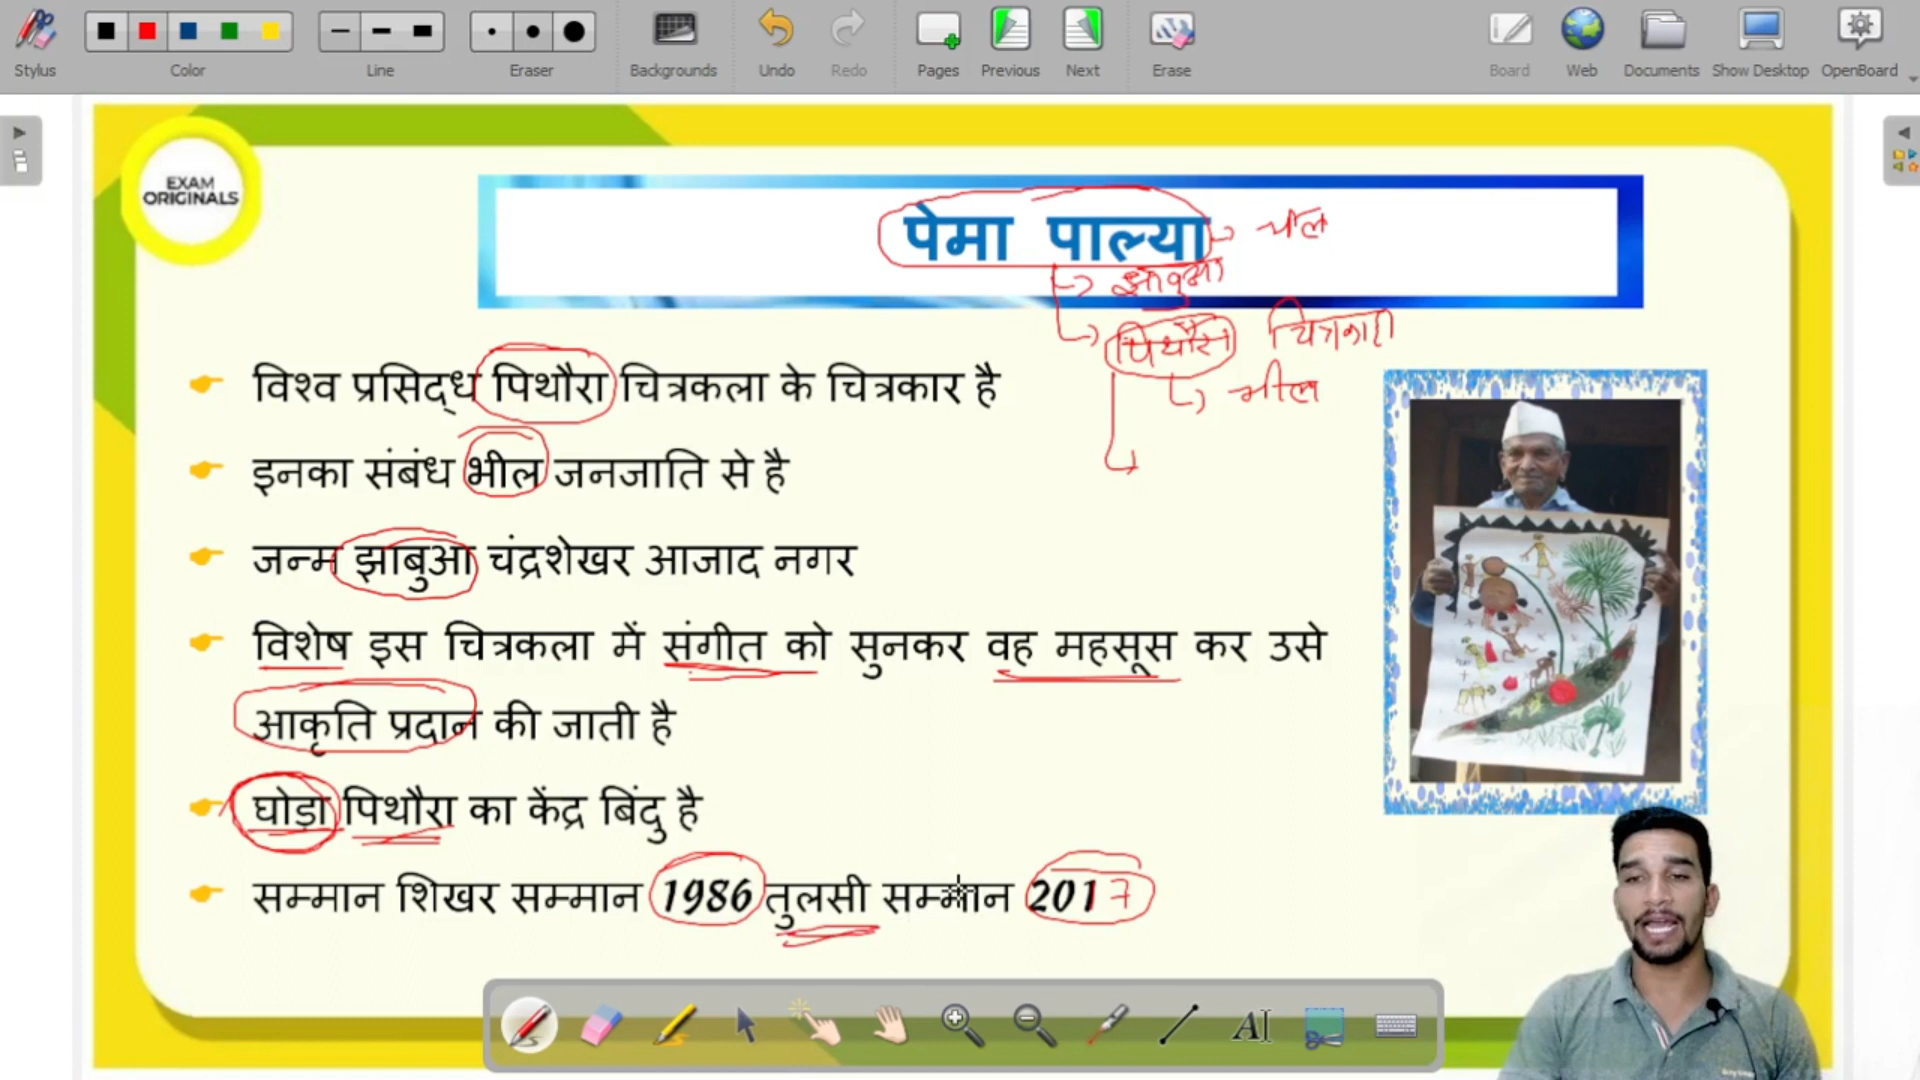 Stylus
Color
Line
Eraser
Backgrounds
Undo
Redo
Pages
Previous
Next
Erase
Board
Web
Documents
Show Desktop
OpenBoard
EXAM
ORIGINALS
पेमा पाल्या
भील
झाबुआ
पिथौरा चित्रकारी
भील
विश्व प्रसिद्ध पिथौरा चित्रकला के चित्रकार है
इनका संबंध भील जनजाति से है
जन्म झाबुआ चंद्रशेखर आजाद नगर
विशेष इस चित्रकला में संगीत को सुनकर वह महसूस कर उसे
आकृति प्रदान की जाती है
घोड़ा पिथौरा का केंद्र बिंदु है
सम्मान शिखर सम्मान 1986 तुलसी सम्मान 2017